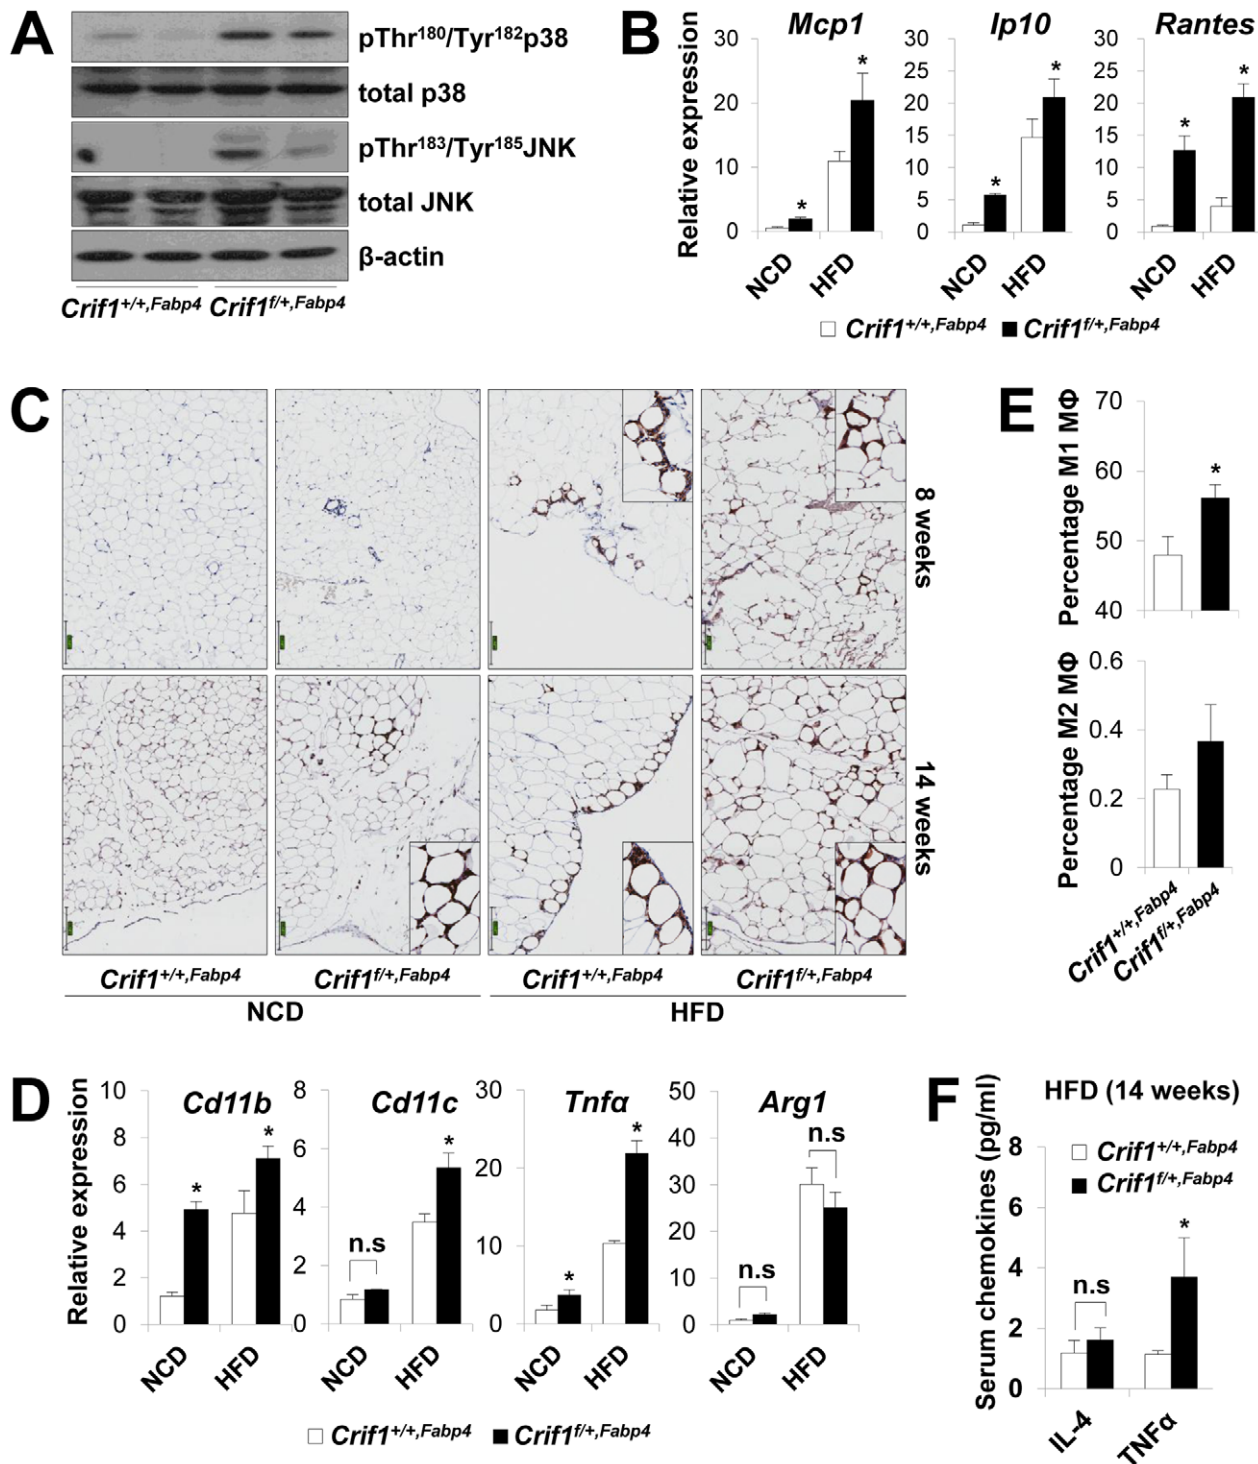 A
pThr180/Tyr182p38
total p38
pThr183/Tyr185JNK
total JNK
β-actin
Crif1+/+,Fabp4 Crif1f/+,Fabp4
B
Mcp1 Ip10 Rantes
Relative expression
30
20
10
0
*
*
NCD
HFD
30
25
20
15
10
5
0
*
*
NCD
HFD
30
25
20
15
10
5
0
*
*
NCD
HFD
Crif1+/+,Fabp4 Crif1f/+,Fabp4
C
8 weeks
14 weeks
Crif1+/+,Fabp4 Crif1f/+,Fabp4 Crif1+/+,Fabp4 Crif1f/+,Fabp4
NCD HFD
E
Percentage M1 MΦ
70
60
50
40
*
Percentage M2 MΦ
0.6
0.4
0.2
0
Crif1+/+,Fabp4
Crif1f/+,Fabp4
D
Relative expression
Cd11b
10
8
6
4
2
0
*
*
NCD
HFD
Cd11c
8
6
4
2
0
n.s
*
NCD
HFD
Tnfα
30
20
10
0
*
*
NCD
HFD
Arg1
50
40
30
20
10
0
n.s
n.s
NCD
HFD
Crif1+/+,Fabp4 Crif1f/+,Fabp4
F
HFD (14 weeks)
Serum chemokines (pg/ml)
8
6
4
2
0
Crif1+/+,Fabp4
Crif1f/+,Fabp4
n.s
*
IL-4
TNFα